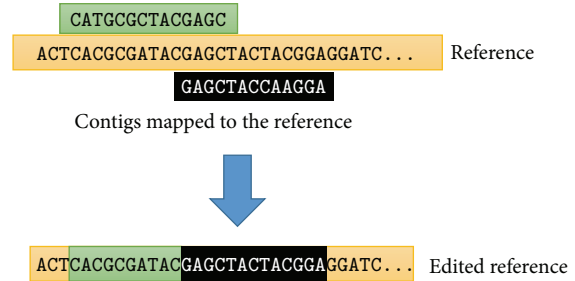 CATGCGCTACGAGC
ACTCACGCGATACGAGCTACTACGGAGGATC... Reference
GAGCTACCAAGGA
Contigs mapped to the reference
ACTCACGCGATACGAGCTACTACGGAGGATC... Edited reference